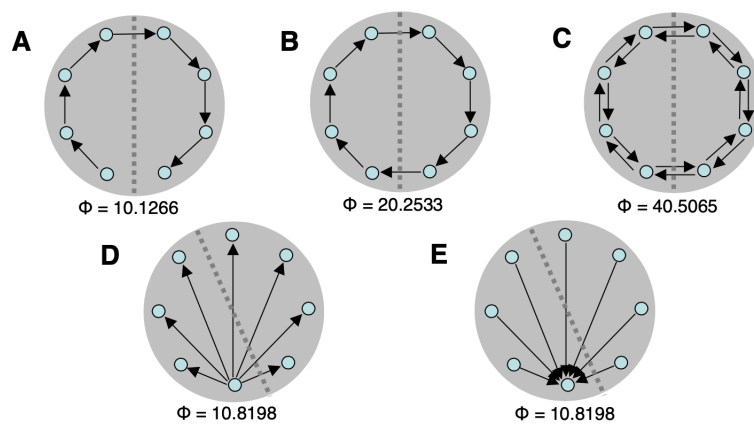 A
B
C
Φ = 10.1266
Φ = 20.2533
Φ = 40.5065
D
E
Φ = 10.8198
Φ = 10.8198